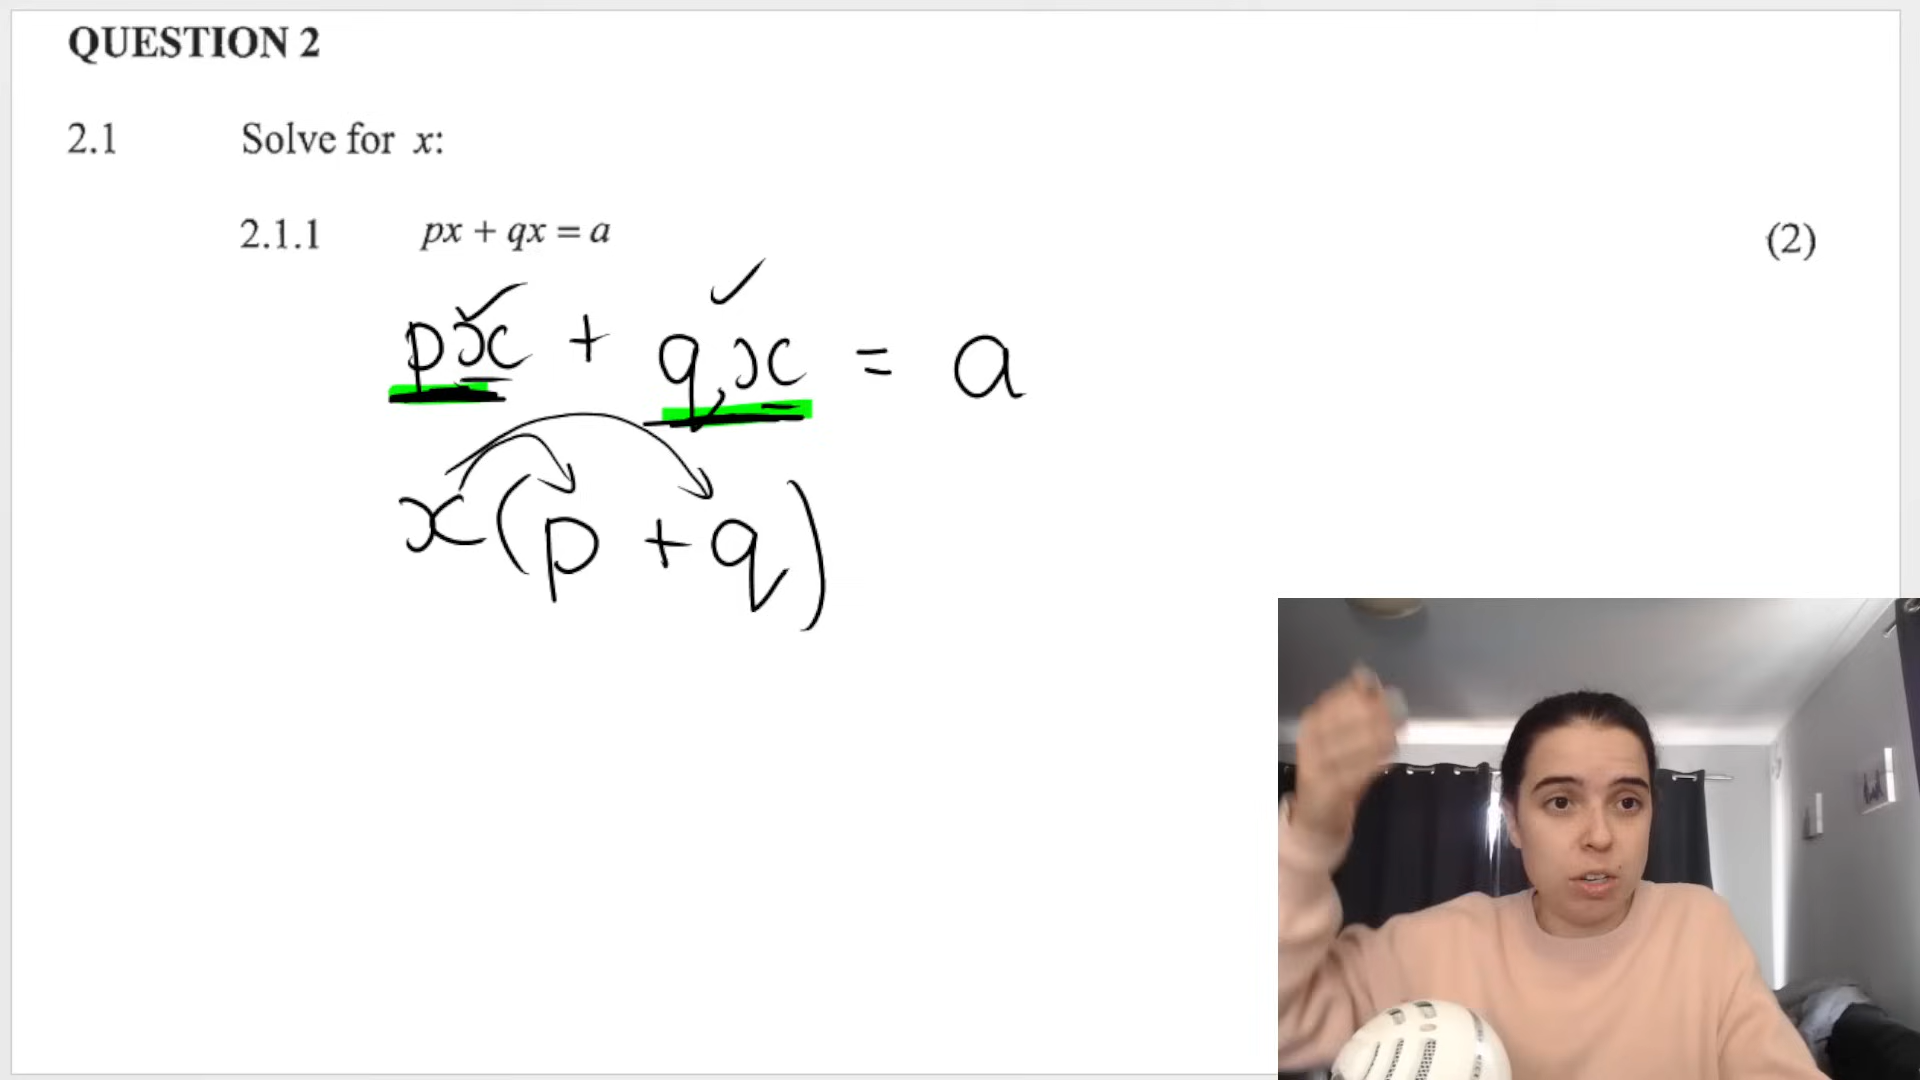 QUESTION 2
2.1 Solve for x:
2.1.1 px + qx = a (2)
px + qx = a
x(p + q)